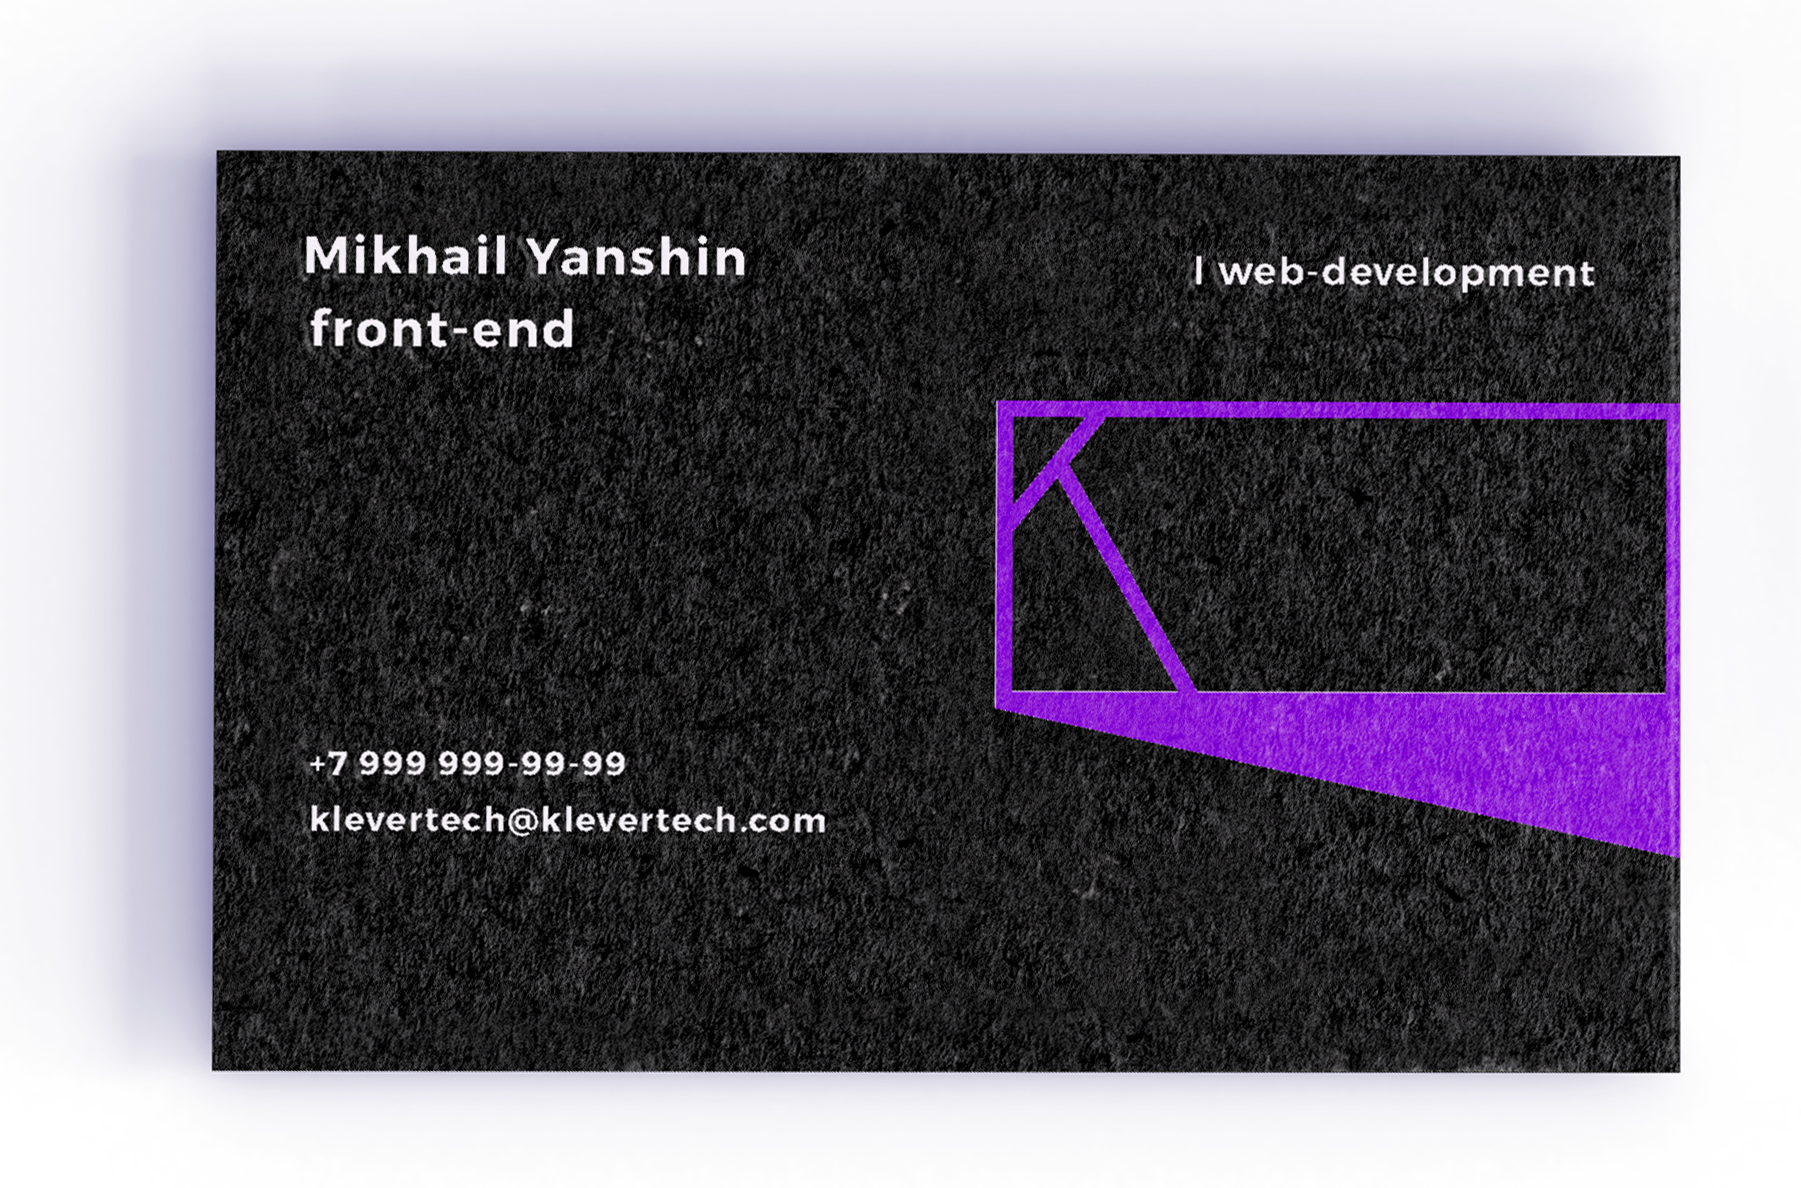 Mikhail Yanshin
front-end
| web-development
K
+7 999 999-99-99
klevertech@klevertech.com